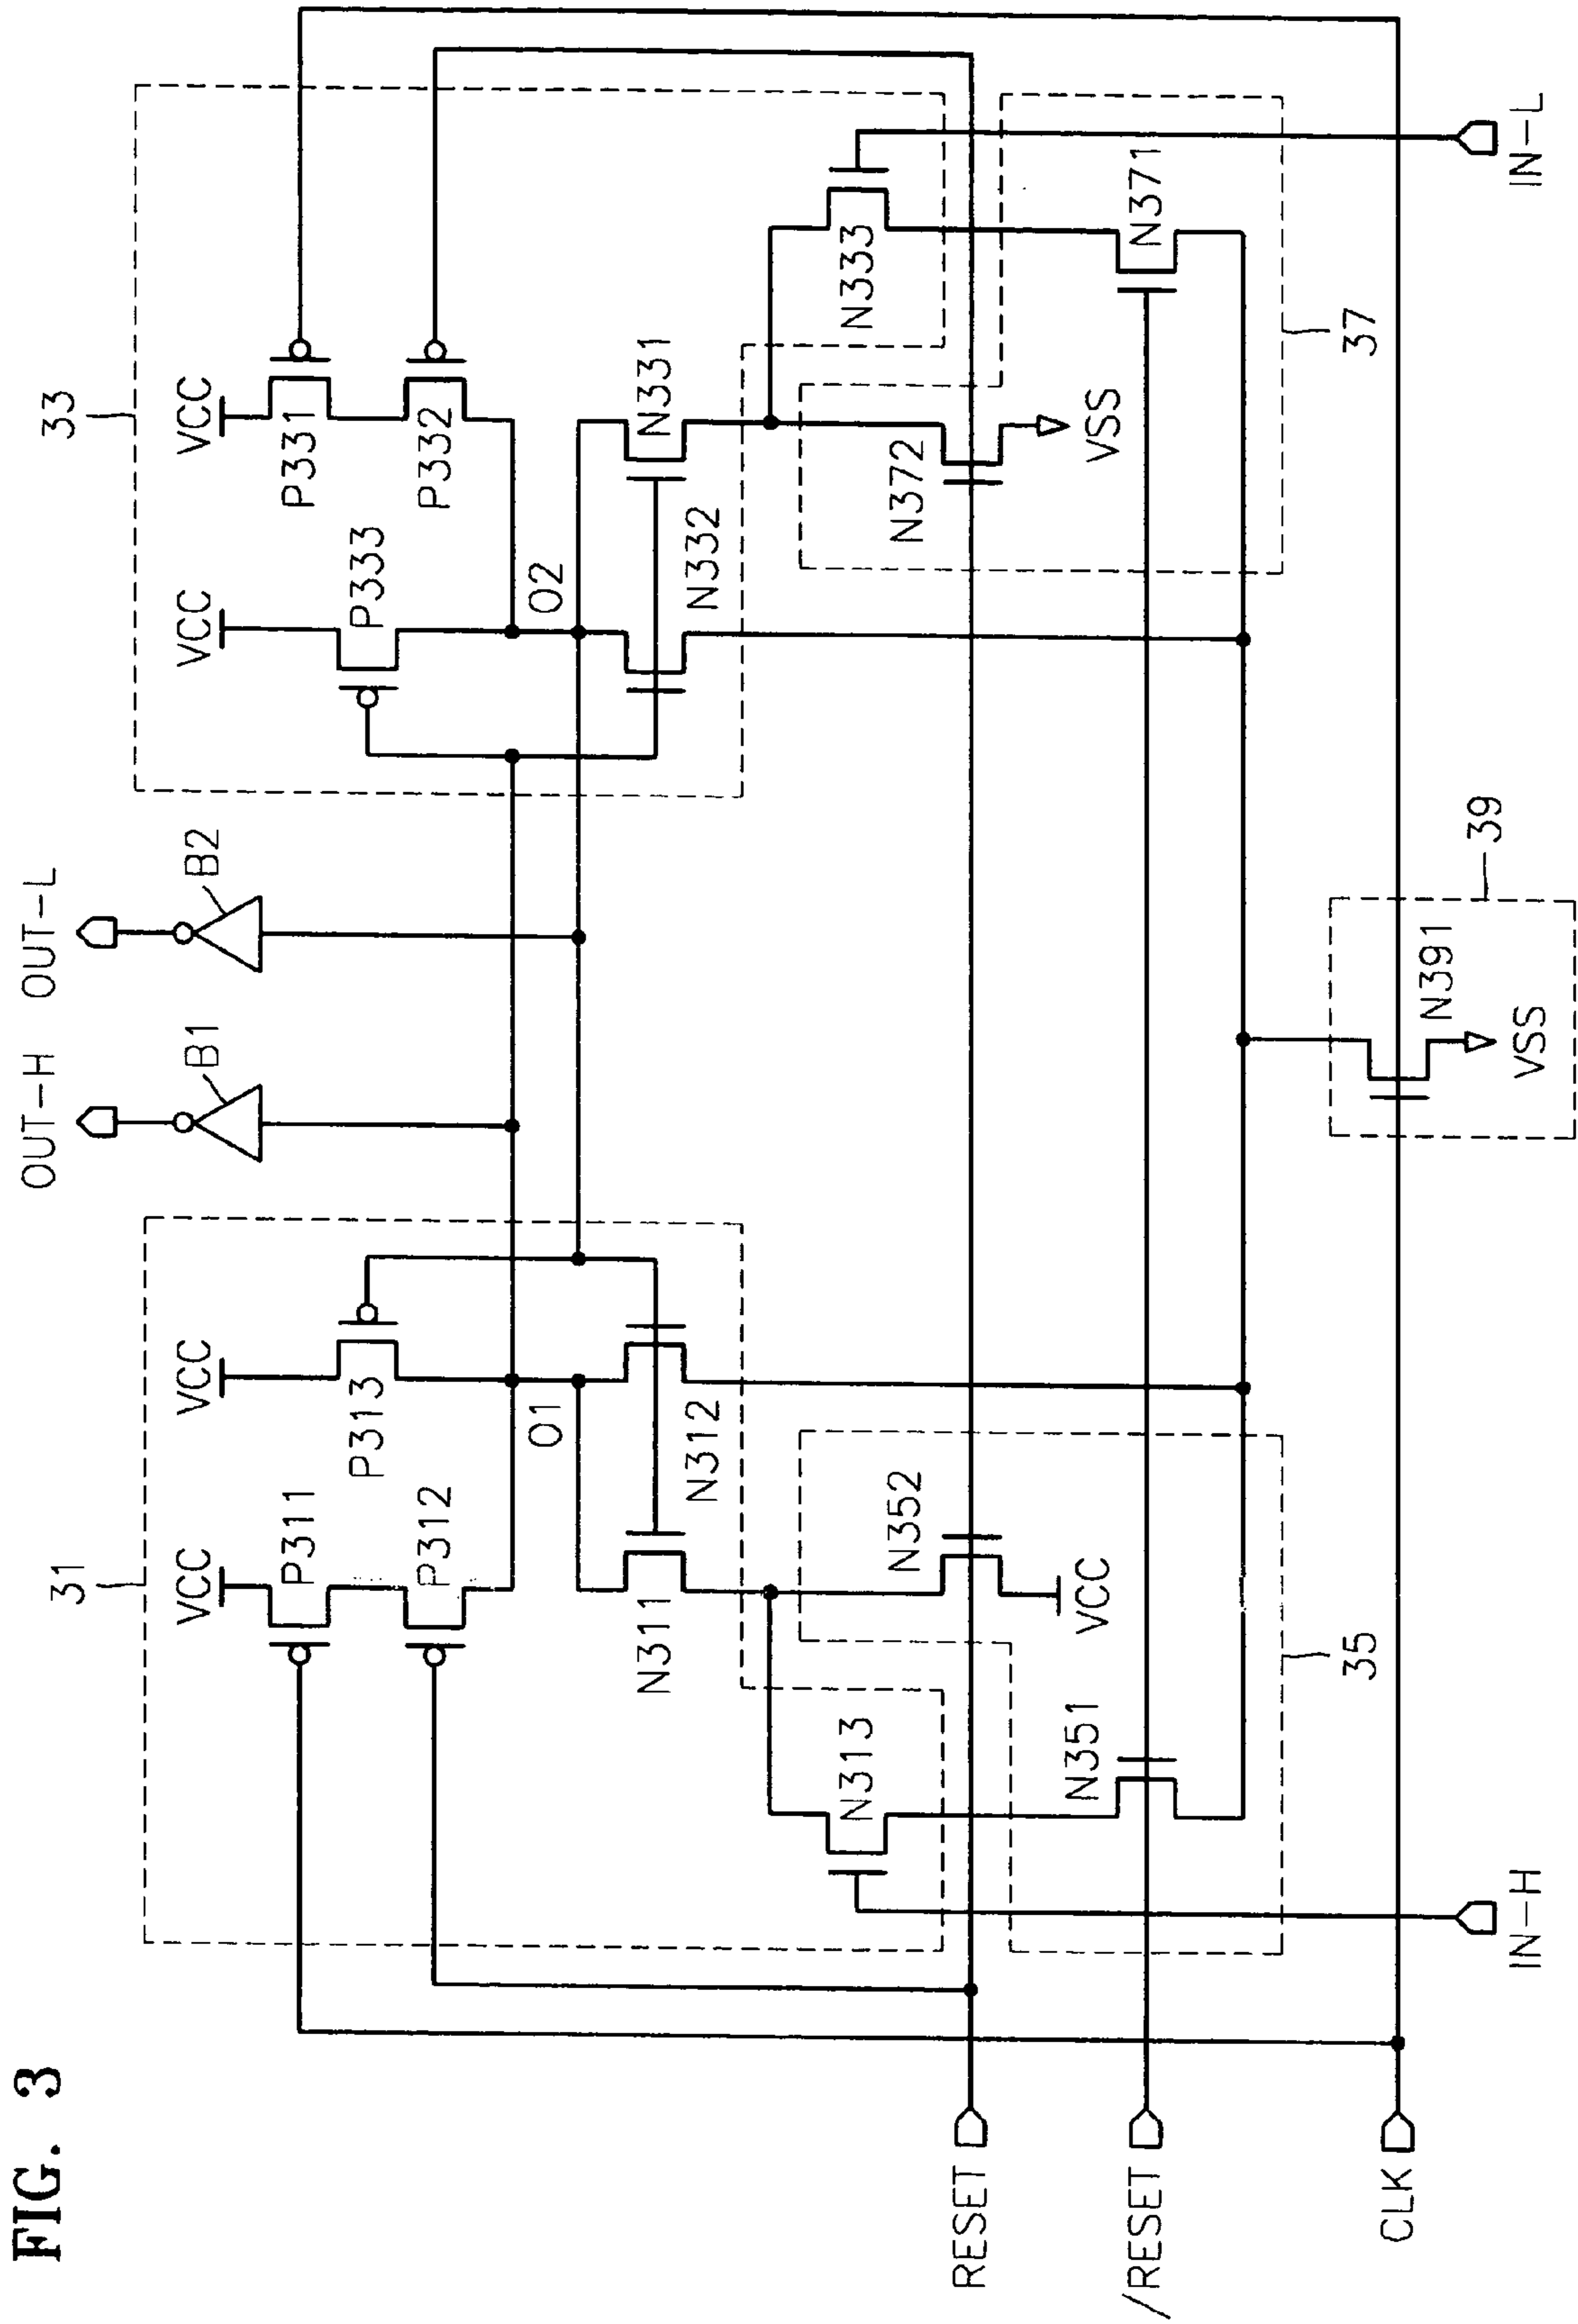 FIG. 3
OUT-H
OUT-L
B1
B2
31
33
VCC
VCC
VCC
VCC
P311
P313
P333
P331
P312
P332
O1
O2
N311
N312
N332
N331
N313
N352
N372
N333
RESET
VCC
VSS
N351
N371
/RESET
35
37
39
CLK
N391
VSS
IN-H
IN-L